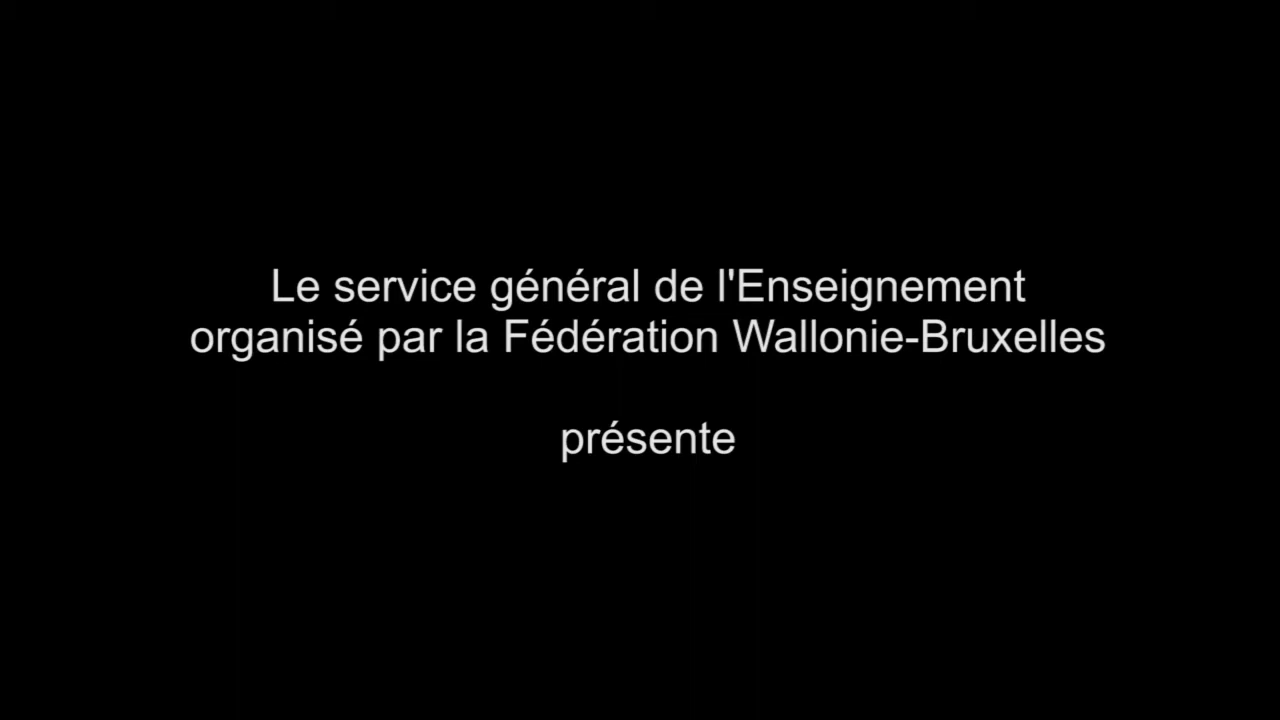 Le service général de l'Enseignement
organisé par la Fédération Wallonie-Bruxelles
présente